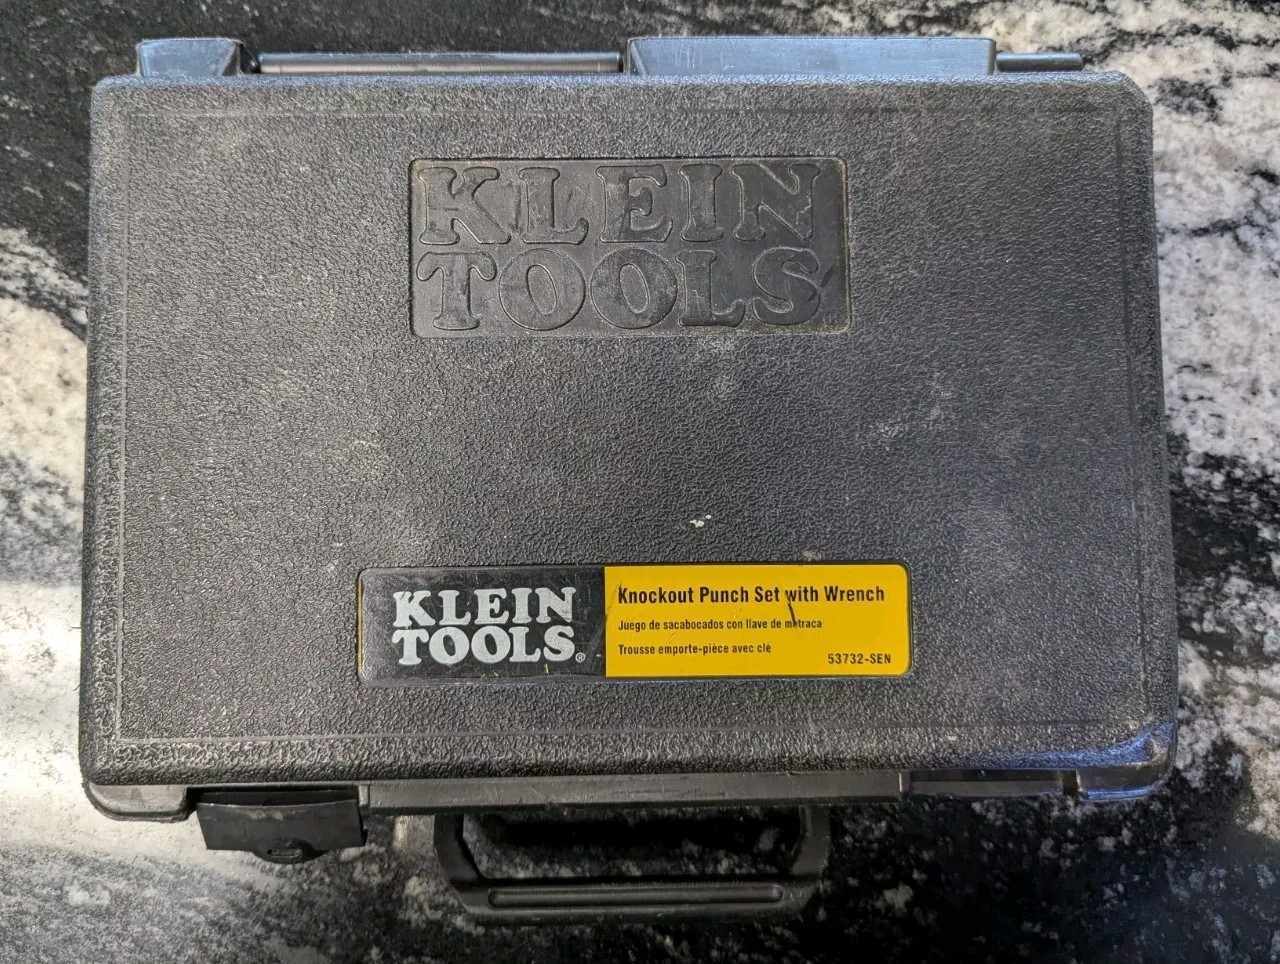 KLEIN
TOOLS
KLEIN
TOOLS®
Knockout Punch Set with Wrench
Juego de sacabocados con llave de matraca
Trousse emporte-pièce avec clé
53732-SEN